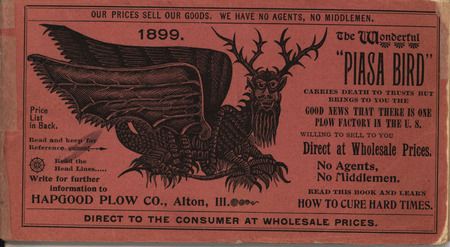 OUR PRICES SELL OUR GOODS. WE HAVE NO AGENTS, NO MIDDLEMEN.
1899.
Price
List
in Back.
Read and keep for
Reference.
Read the
Head Lines.....
Write for further
information to
HAPGOOD PLOW CO., Alton, Ill.
The Wonderful
"PIASA BIRD"
CARRIES DEATH TO TRUSTS BUT
BRINGS TO YOU THE
GOOD NEWS THAT THERE IS ONE
PLOW FACTORY IN THE U. S.
WILLING TO SELL TO YOU
Direct at Wholesale Prices.
No Agents,
No Middlemen.
READ THIS BOOK AND LEARN
HOW TO CURE HARD TIMES.
DIRECT TO THE CONSUMER AT WHOLESALE PRICES.